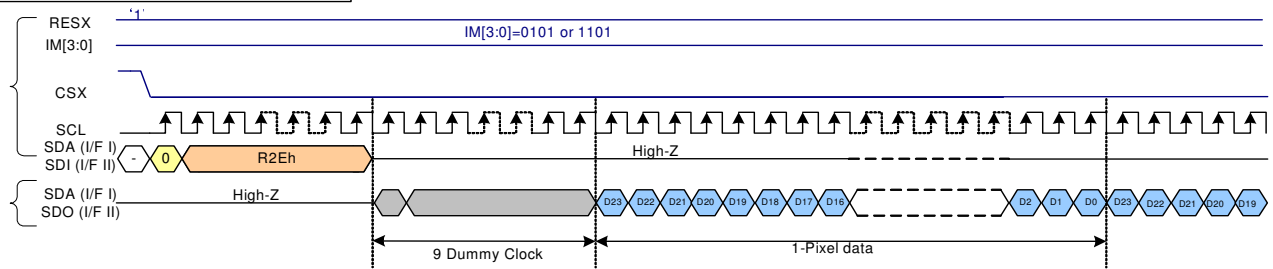 RESX '1'
IM[3:0] IM[3:0]=0101 or 1101
CSX
SCL
SDA (I/F I)
SDI (I/F II) - 0 R2Eh High-Z
SDA (I/F I)
SDO (I/F II) High-Z D23 D22 D21 D20 D19 D18 D17 D16 D2 D1 D0 D23 D22 D21 D20 D19
9 Dummy Clock 1-Pixel data